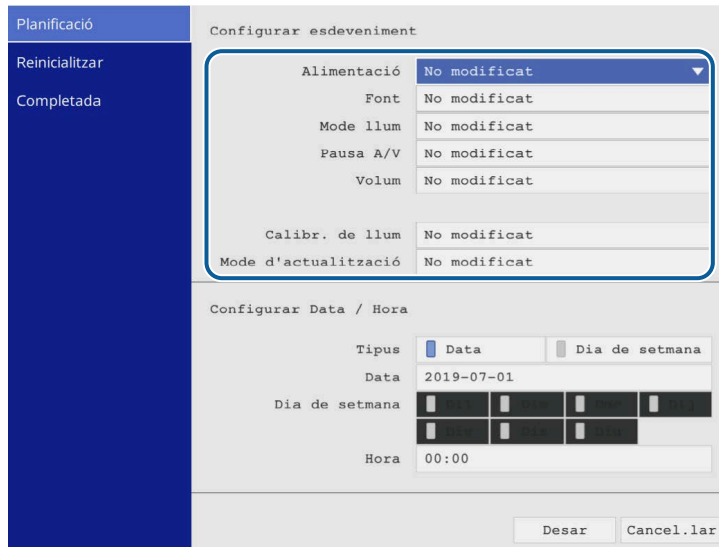 Planificació
Reinicialitzar
Completada
Configurar esdeveniment
Alimentació No modificat
Font No modificat
Mode llum No modificat
Pausa A/V No modificat
Volum No modificat
Calibr. de llum No modificat
Mode d'actualització No modificat
Configurar Data / Hora
Tipus Data Dia de setmana
Data 2019-07-01
Dia de setmana
Hora 00:00
Desar Cancel.lar